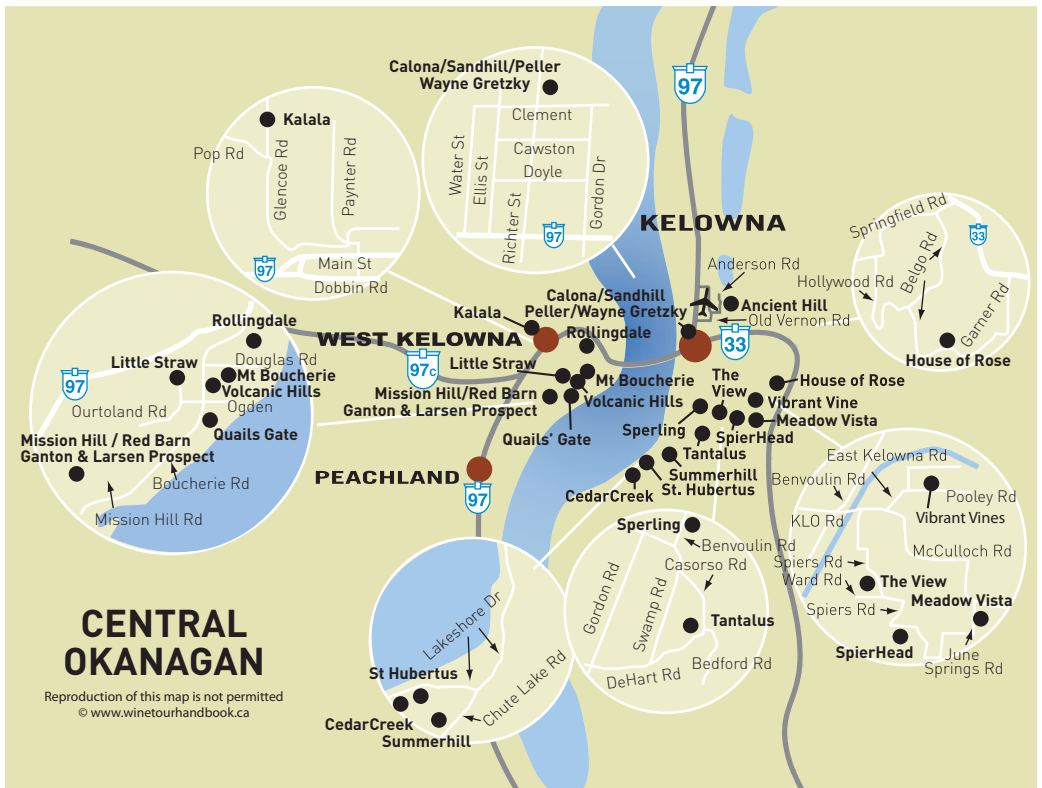 Calona/Sandhill/Peller
Wayne Gretzky
Clement
Cawston
Doyle
Water St
Ellis St
Richter St
Gordon Dr
97
97
Kalala
Pop Rd
Glencoe Rd
Paynter Rd
97
Main St
Dobbin Rd
KELOWNA
Anderson Rd
Ancient Hill
Old Vernon Rd
33
Calona/Sandhill
Peller/Wayne Gretzky
Springfield Rd
33
Belgo Rd
Hollywood Rd
Garner Rd
House of Rose
Rollingdale
Little Straw
Douglas Rd
Mt Boucherie
Volcanic Hills
97
Ourtoland Rd
Ogden
Quails Gate
Mission Hill / Red Barn
Ganton & Larsen Prospect
Boucherie Rd
Mission Hill Rd
Kalala
WEST KELOWNA
Rollingdale
97c
Little Straw
Mt Boucherie
Mission Hill/Red Barn
Ganton & Larsen Prospect
Volcanic Hills
Quails’ Gate
The
View
House of Rose
Vibrant Vine
Meadow Vista
Sperling
SpierHead
Tantalus
Summerhill
St. Hubertus
CedarCreek
PEACHLAND
97
East Kelowna Rd
Benvoulin Rd
Pooley Rd
Vibrant Vines
KLO Rd
McCulloch Rd
Spiers Rd
Ward Rd
The View
Spiers Rd
Meadow Vista
SpierHead
June
Springs Rd
Sperling
Benvoulin Rd
Casorso Rd
Gordon Rd
Swamp Rd
Tantalus
DeHart Rd
Bedford Rd
Lakeshore Dr
St Hubertus
Chute Lake Rd
CedarCreek
Summerhill
CENTRAL
OKANAGAN
Reproduction of this map is not permitted
© www.winetourhandbook.ca